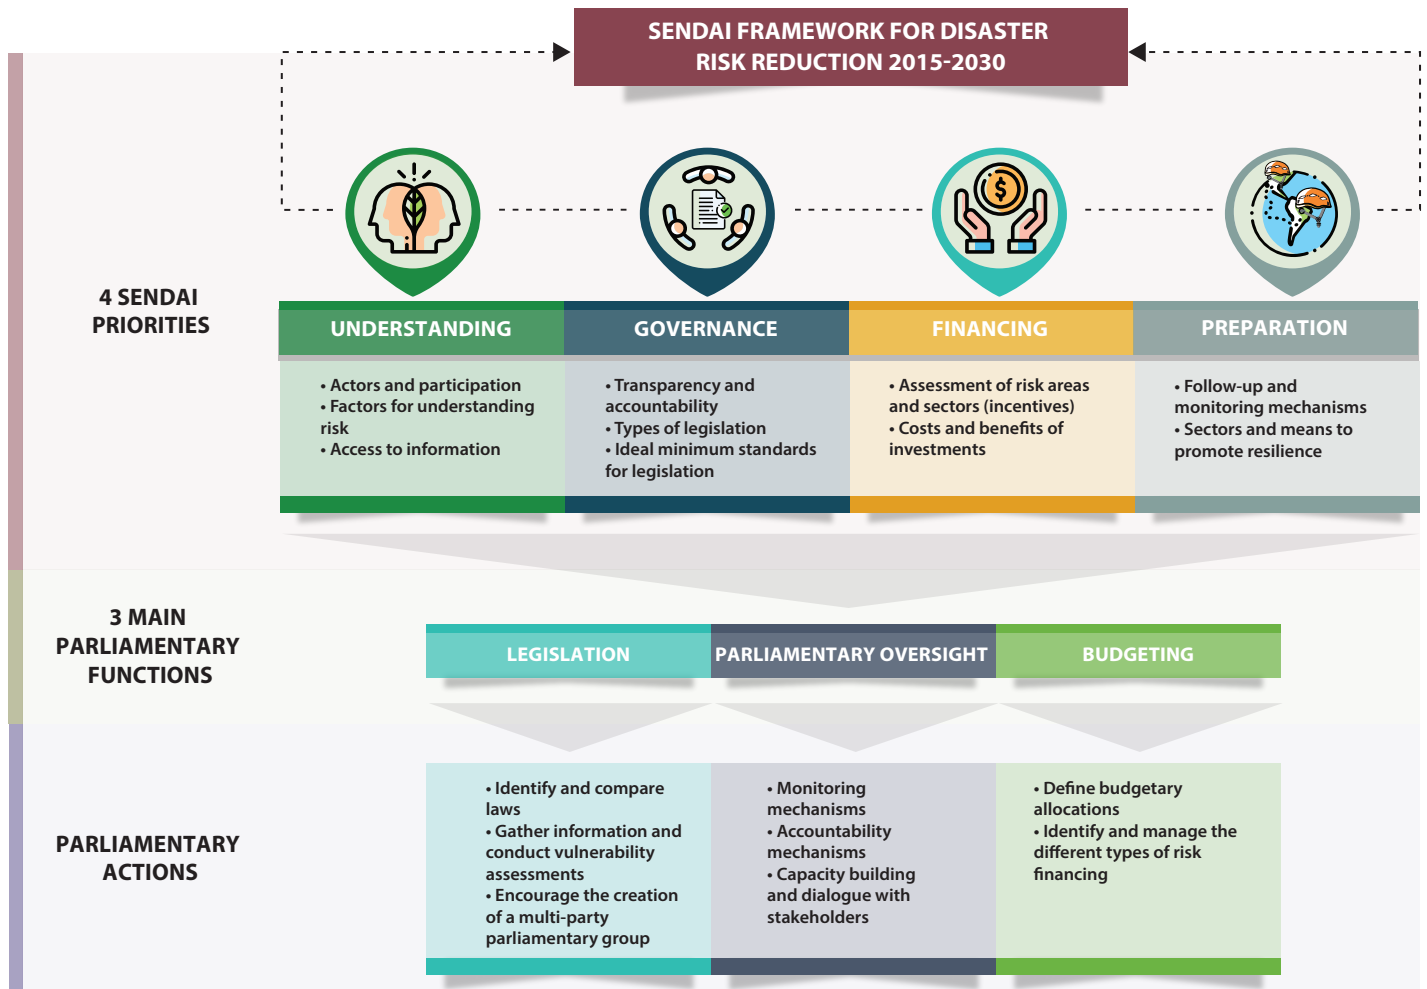 SENDAI FRAMEWORK FOR DISASTER
RISK REDUCTION 2015-2030
$
4 SENDAI
PRIORITIES
UNDERSTANDING
• Actors and participation
• Factors for understanding
risk
• Access to information
GOVERNANCE
• Transparency and
accountability
• Types of legislation
• Ideal minimum standards
for legislation
FINANCING
• Assessment of risk areas
and sectors (incentives)
• Costs and benefits of
investments
PREPARATION
• Follow-up and
monitoring mechanisms
• Sectors and means to
promote resilience
3 MAIN
PARLIAMENTARY
FUNCTIONS
LEGISLATION
PARLIAMENTARY OVERSIGHT
BUDGETING
PARLIAMENTARY
ACTIONS
• Identify and compare
laws
• Gather information and
conduct vulnerability
assessments
• Encourage the creation
of a multi-party
parliamentary group
• Monitoring
mechanisms
• Accountability
mechanisms
• Capacity building
and dialogue with
stakeholders
• Define budgetary
allocations
• Identify and manage the
different types of risk
financing